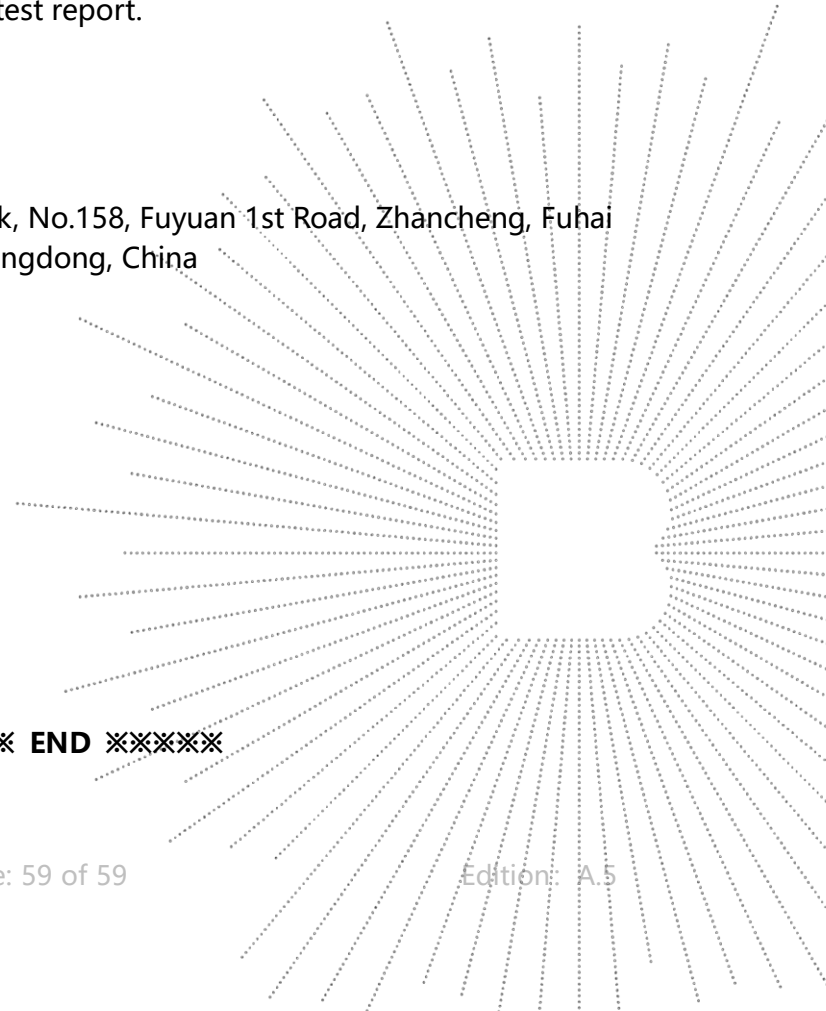 test report.
k, No.158, Fuyuan 1st Road, Zhancheng, Fuhai
ngdong, China
※ END ※※※※※
e: 59 of 59 Edition: A.5